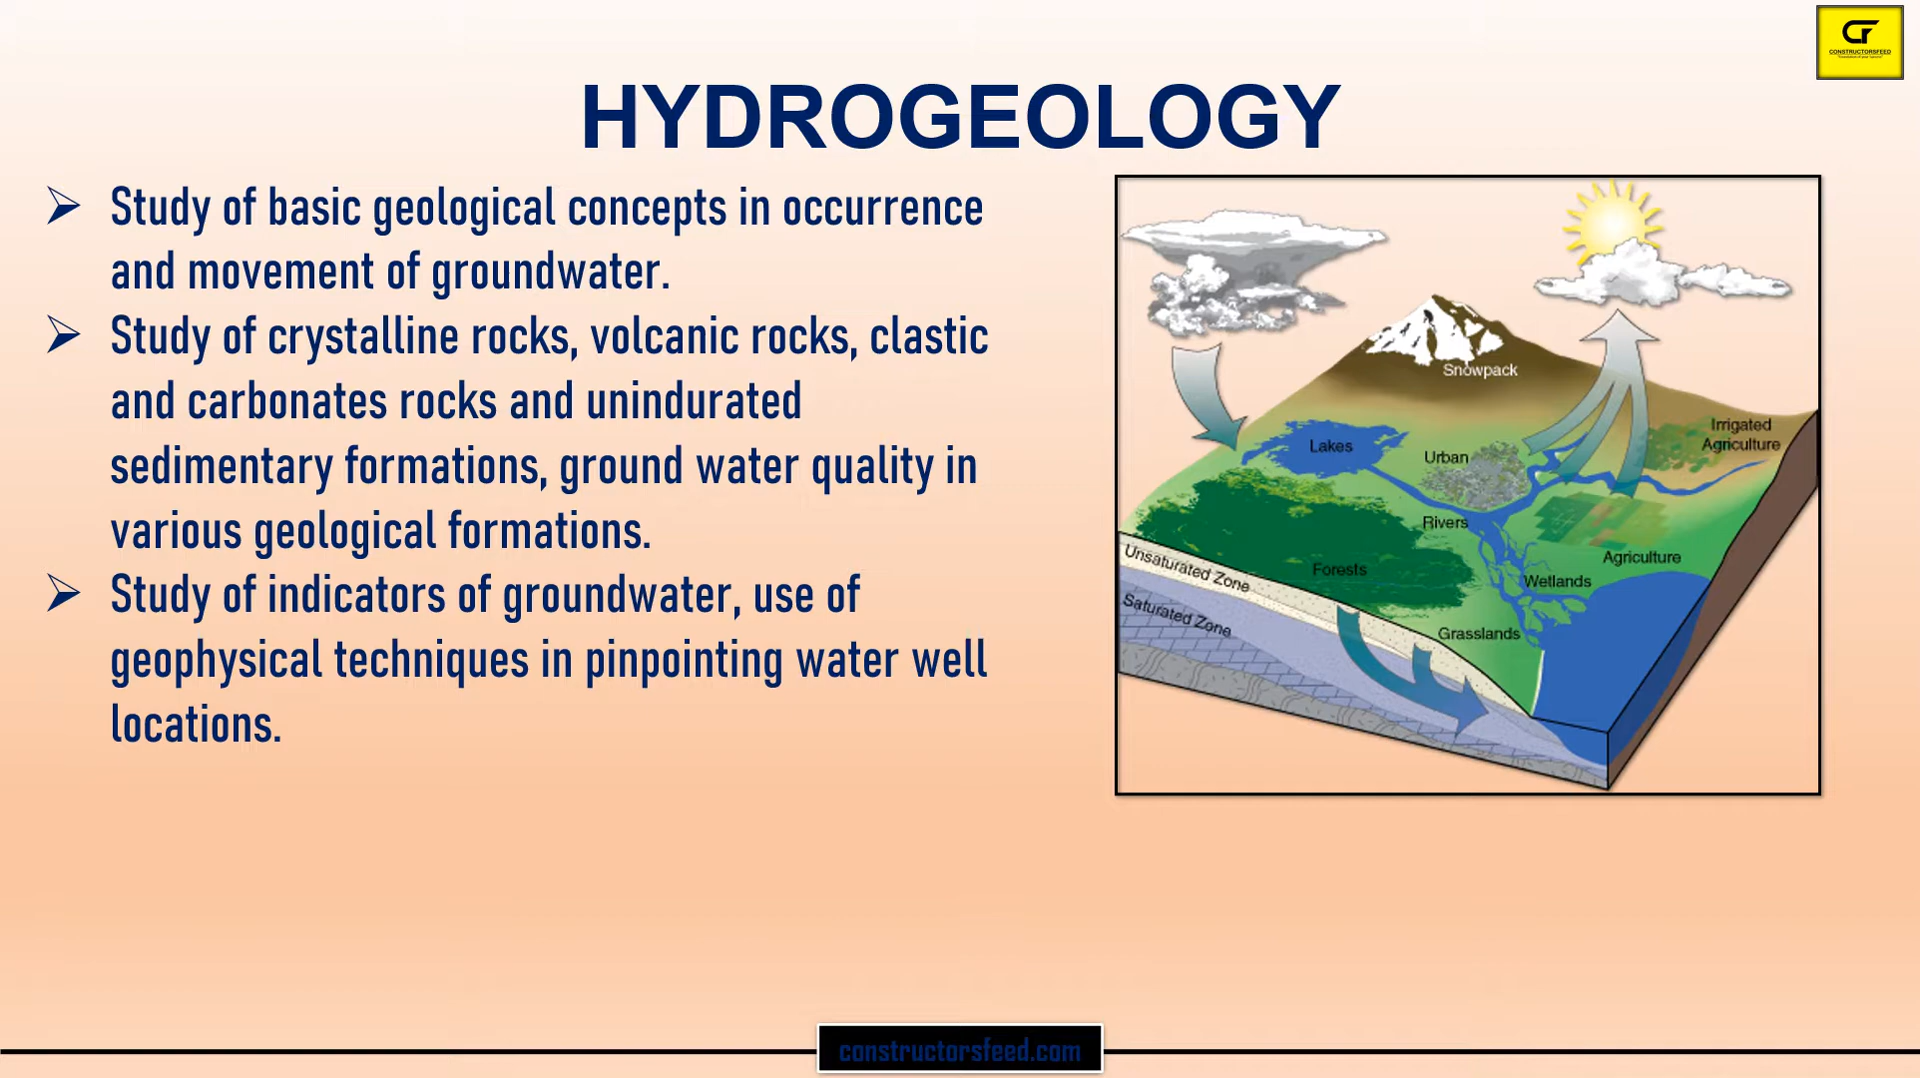 CONSTRUCTORSFEED
HYDROGEOLOGY
Study of basic geological concepts in occurrence
and movement of groundwater.
Study of crystalline rocks, volcanic rocks, clastic
and carbonates rocks and unindurated
sedimentary formations, ground water quality in
various geological formations.
Study of indicators of groundwater, use of
geophysical techniques in pinpointing water well
locations.
Snowpack
Irrigated
Agriculture
Lakes
Urban
Rivers
Agriculture
Unsaturated Zone
Forests
Wetlands
Saturated Zone
Grasslands
constructorsfeed.com